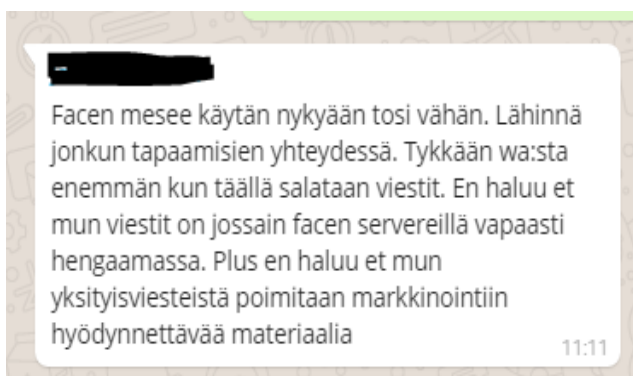 Facen mesee käytän nykyään tosi vähän. Lähinnä
jonkun tapaamisien yhteydessä. Tykkään wa:sta
enemmän kun täällä salataan viestit. En haluu et
mun viestit on jossain facen servereillä vapaasti
hengaamassa. Plus en haluu et mun
yksityisviesteistä poimitaan markkinointiin
hyödynnettävää materiaalia
11:11